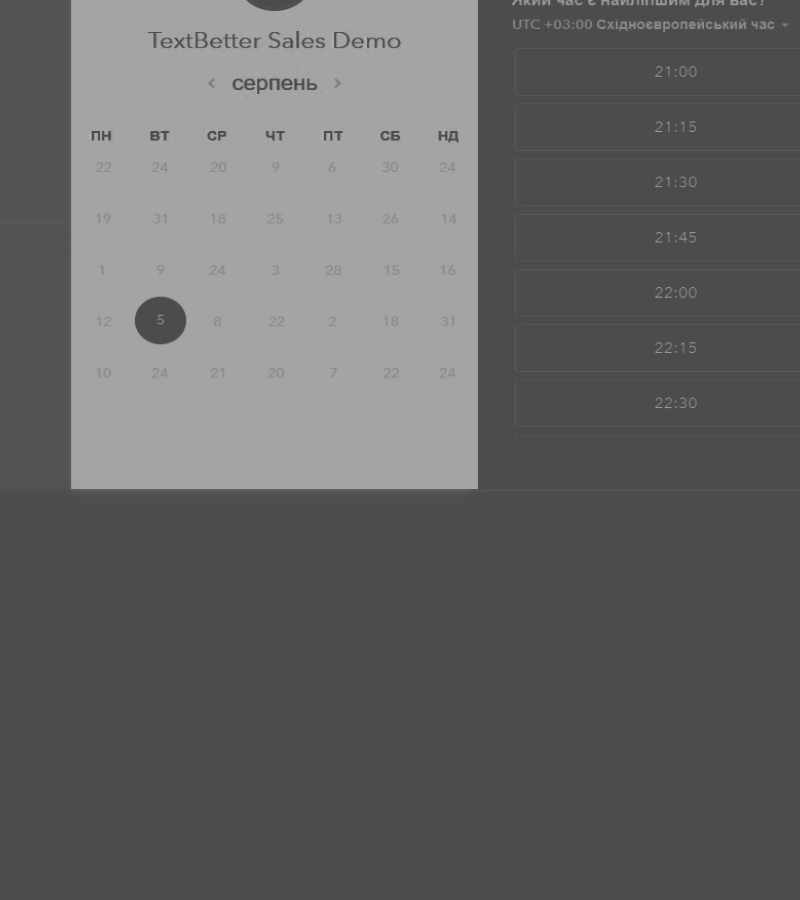 TextBetter Sales Demo
‹ серпень ›
ПН ВТ СР ЧТ ПТ СБ НД
22 24 20 9 6 30 24
19 31 18 25 13 26 14
1 9 24 3 28 15 16
12 5 8 22 2 18 31
10 24 21 20 7 22 24
Який час є найліпшим для вас?
UTC +03:00 Східноєвропейський час
21:00
21:15
21:30
21:45
22:00
22:15
22:30